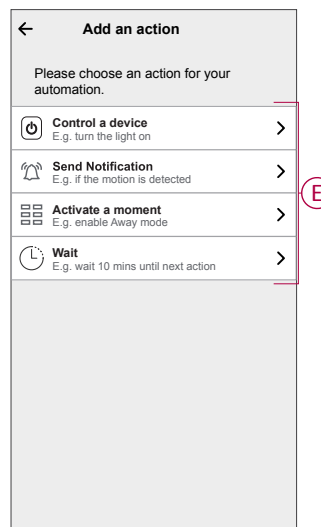 Add an action
Please choose an action for your
automation.
Control a device
E.g. turn the light on
Send Notification
E.g. if the motion is detected
Activate a moment
E.g. enable Away mode
Wait
E.g. wait 10 mins until next action
E